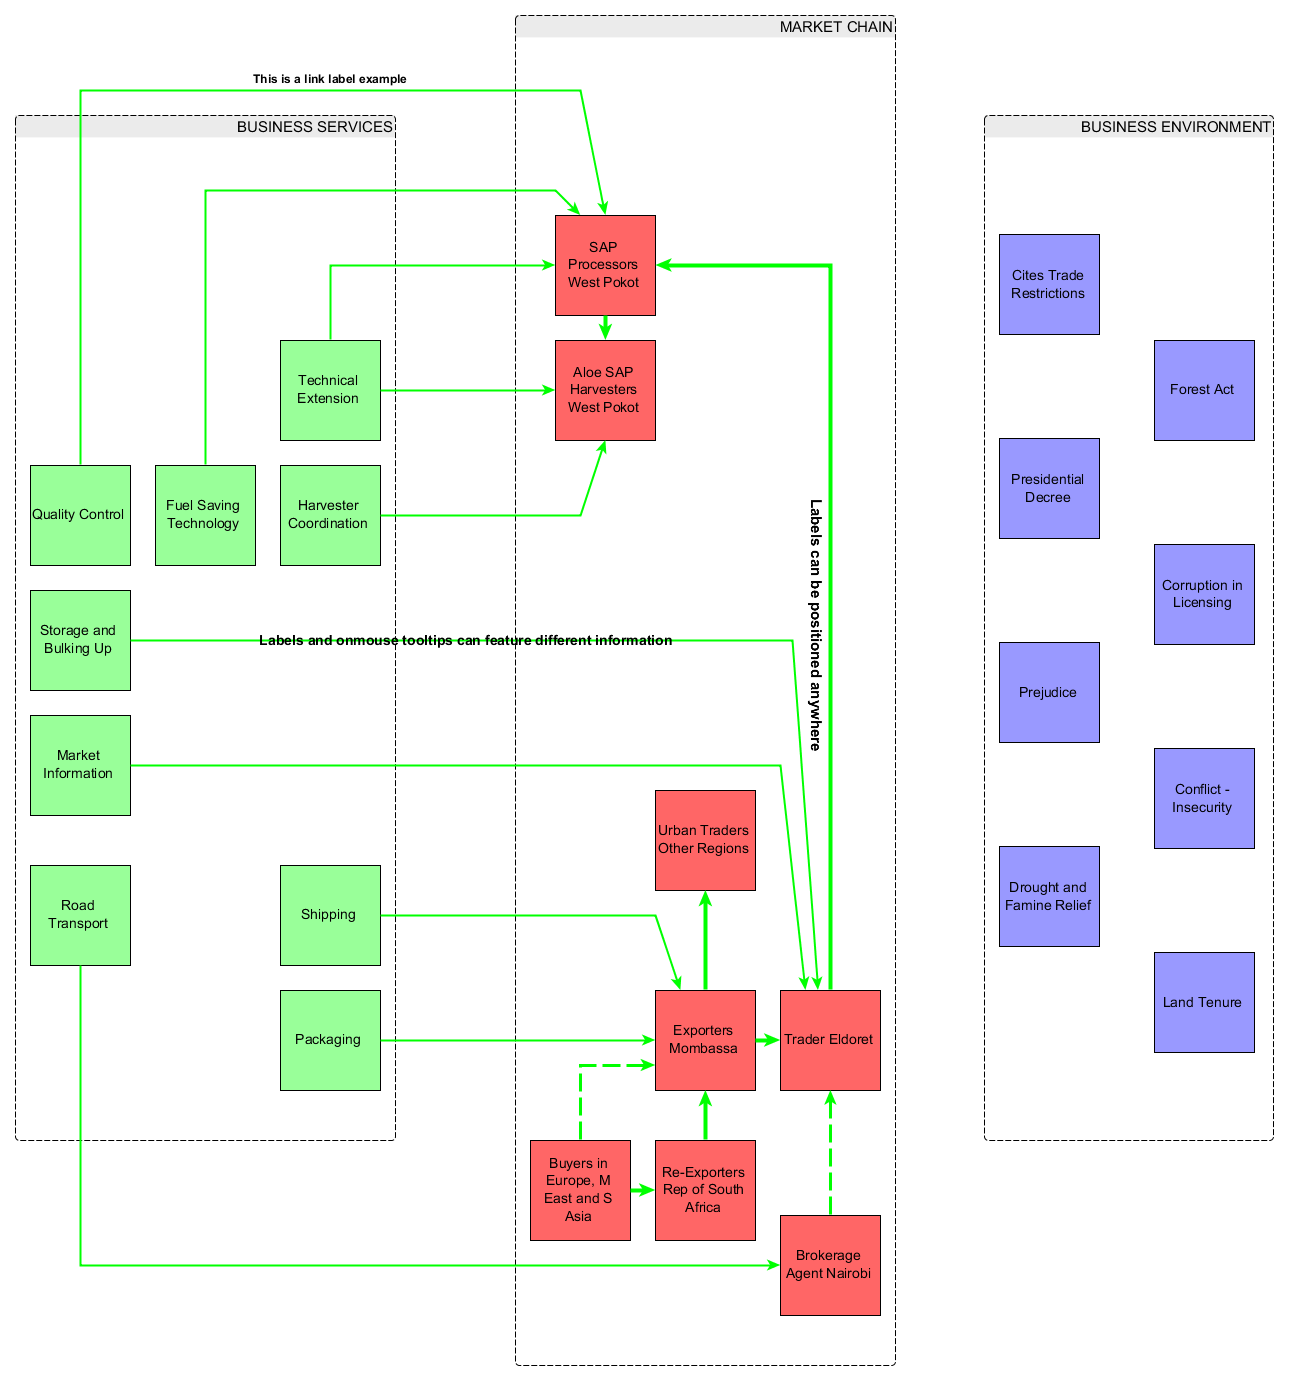 MARKET CHAIN
This is a link label example
BUSINESS SERVICES
BUSINESS ENVIRONMENT
SAP
Processors
West Pokot
Cites Trade
Restrictions
Technical
Extension
Aloe SAP
Harvesters
West Pokot
Forest Act
Quality Control
Fuel Saving
Technology
Harvester
Coordination
Presidential
Decree
Labels can be positioned anywhere
Corruption in
Licensing
Storage and
Bulking Up
Labels and onmouse tooltips can feature different information
Prejudice
Market
Information
Conflict -
Insecurity
Urban Traders
Other Regions
Road
Transport
Shipping
Drought and
Famine Relief
Packaging
Exporters
Mombassa
Trader Eldoret
Land Tenure
Buyers in
Europe, M
East and S
Asia
Re-Exporters
Rep of South
Africa
Brokerage
Agent Nairobi